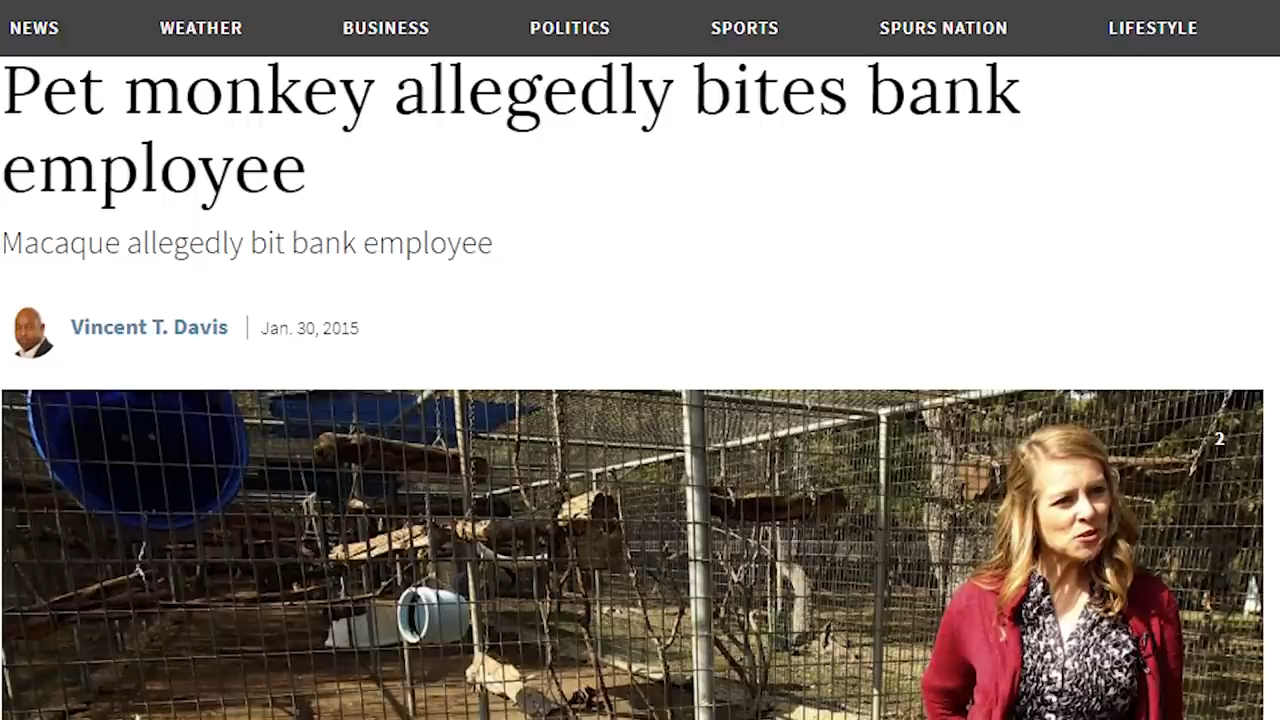 NEWS WEATHER BUSINESS POLITICS SPORTS SPURS NATION LIFESTYLE
Pet monkey allegedly bites bank
employee
Macaque allegedly bit bank employee
Vincent T. Davis | Jan. 30, 2015
2